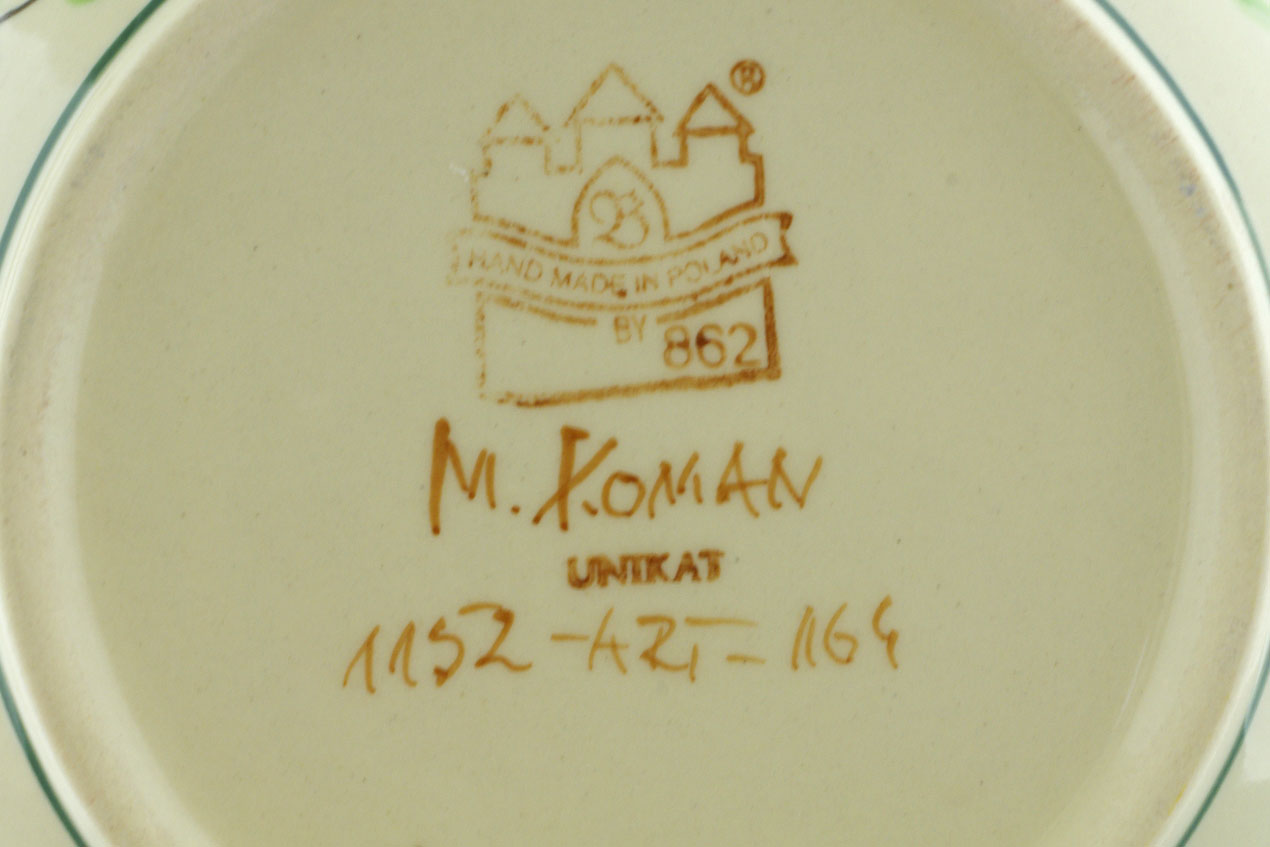 ®
B
HAND MADE IN POLAND
BY
862
M. KOMAN
UNIKAT
1152-ART-164